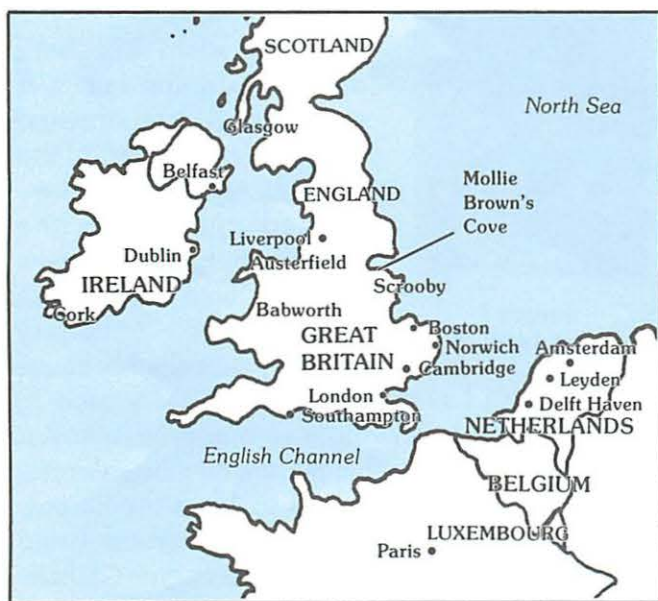 SCOTLAND
North Sea
Glasgow
Belfast
ENGLAND
Mollie
Brown's
Cove
Liverpool
Dublin
Austerfield
IRELAND
Scrooby
Cork
Babworth
GREAT
BRITAIN
Boston
Norwich
Cambridge
Amsterdam
Leyden
London
Southampton
Delft Haven
NETHERLANDS
English Channel
BELGIUM
LUXEMBOURG
Paris